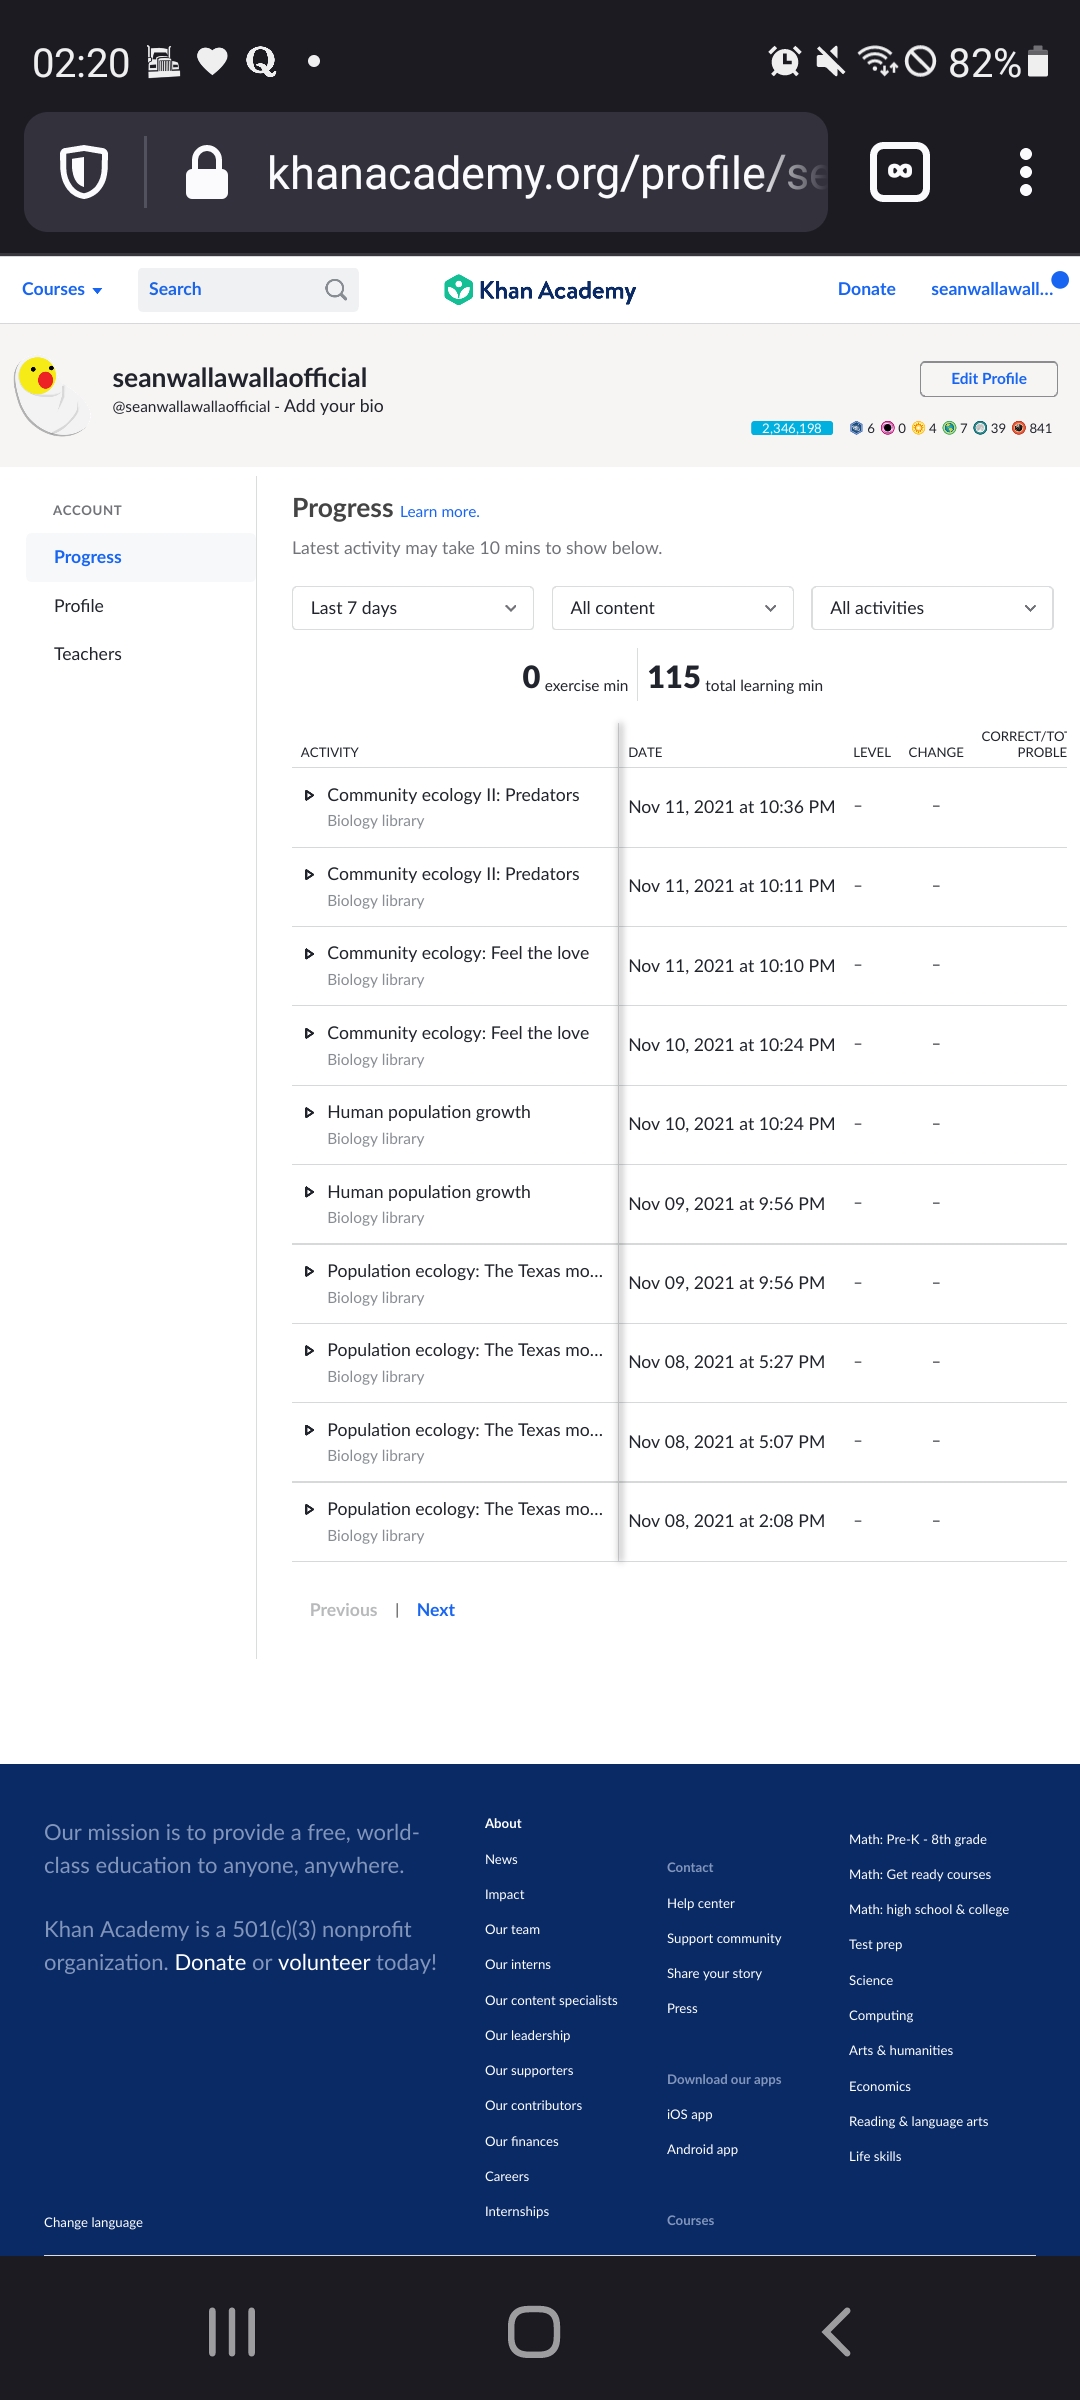 02:20 82%
khanacademy.org/profile/se
Courses Search Khan Academy Donate seanwallawall...
seanwallawallaofficial
@seanwallawallaofficial - Add your bio
Edit Profile
2,346,198 6 0 4 7 39 841
ACCOUNT
Progress
Profile
Teachers
Progress Learn more.
Latest activity may take 10 mins to show below.
Last 7 days All content All activities
0 exercise min 115 total learning min
CORRECT/TOT
ACTIVITY DATE LEVEL CHANGE PROBLE
Community ecology II: Predators
Biology library
Nov 11, 2021 at 10:36 PM – –
Community ecology II: Predators
Biology library
Nov 11, 2021 at 10:11 PM – –
Community ecology: Feel the love
Biology library
Nov 11, 2021 at 10:10 PM – –
Community ecology: Feel the love
Biology library
Nov 10, 2021 at 10:24 PM – –
Human population growth
Biology library
Nov 10, 2021 at 10:24 PM – –
Human population growth
Biology library
Nov 09, 2021 at 9:56 PM – –
Population ecology: The Texas mo...
Biology library
Nov 09, 2021 at 9:56 PM – –
Population ecology: The Texas mo...
Biology library
Nov 08, 2021 at 5:27 PM – –
Population ecology: The Texas mo...
Biology library
Nov 08, 2021 at 5:07 PM – –
Population ecology: The Texas mo...
Biology library
Nov 08, 2021 at 2:08 PM – –
Previous | Next
Our mission is to provide a free, world-
class education to anyone, anywhere.
Khan Academy is a 501(c)(3) nonprofit
organization. Donate or volunteer today!
Change language
About
News
Impact
Our team
Our interns
Our content specialists
Our leadership
Our supporters
Our contributors
Our finances
Careers
Internships
Contact
Help center
Support community
Share your story
Press
Download our apps
iOS app
Android app
Courses
Math: Pre-K - 8th grade
Math: Get ready courses
Math: high school & college
Test prep
Science
Computing
Arts & humanities
Economics
Reading & language arts
Life skills